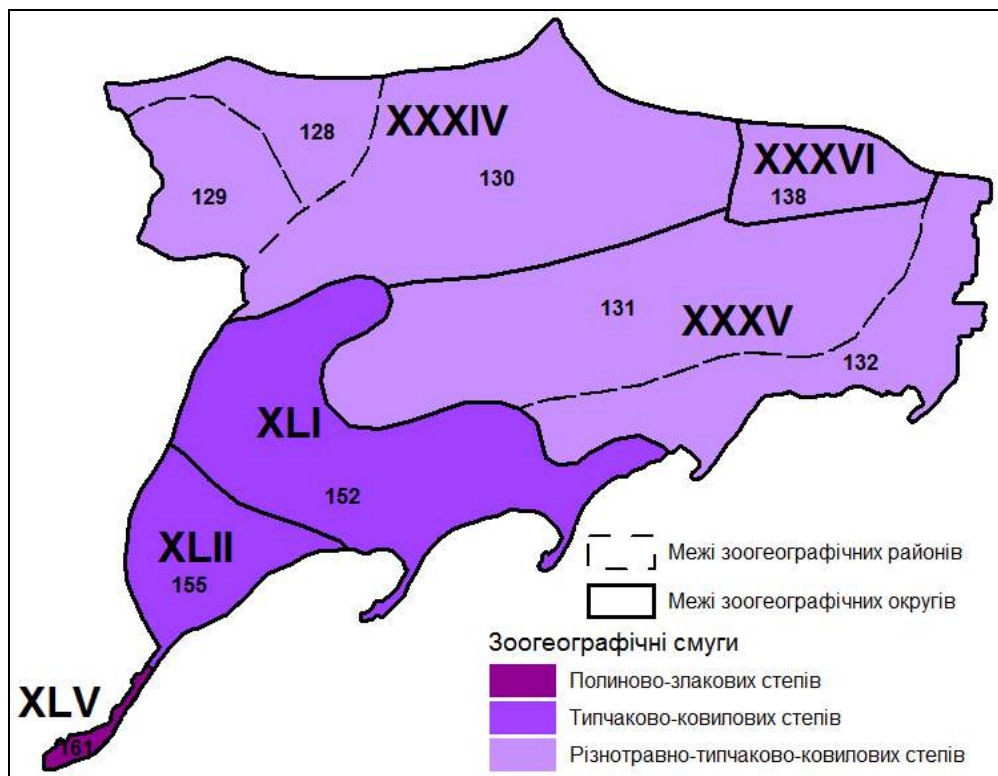 XXXIV
128
XXXVI
129
130
138
131
XXXV
132
XLI
152
XLII
155
XLV
161
Межі зоогеографічних районів
Межі зоогеографічних округів
Зоогеографічні смуги
Полиново-злакових степів
Типчаково-ковилових степів
Різнотравно-типчаково-ковилових степів